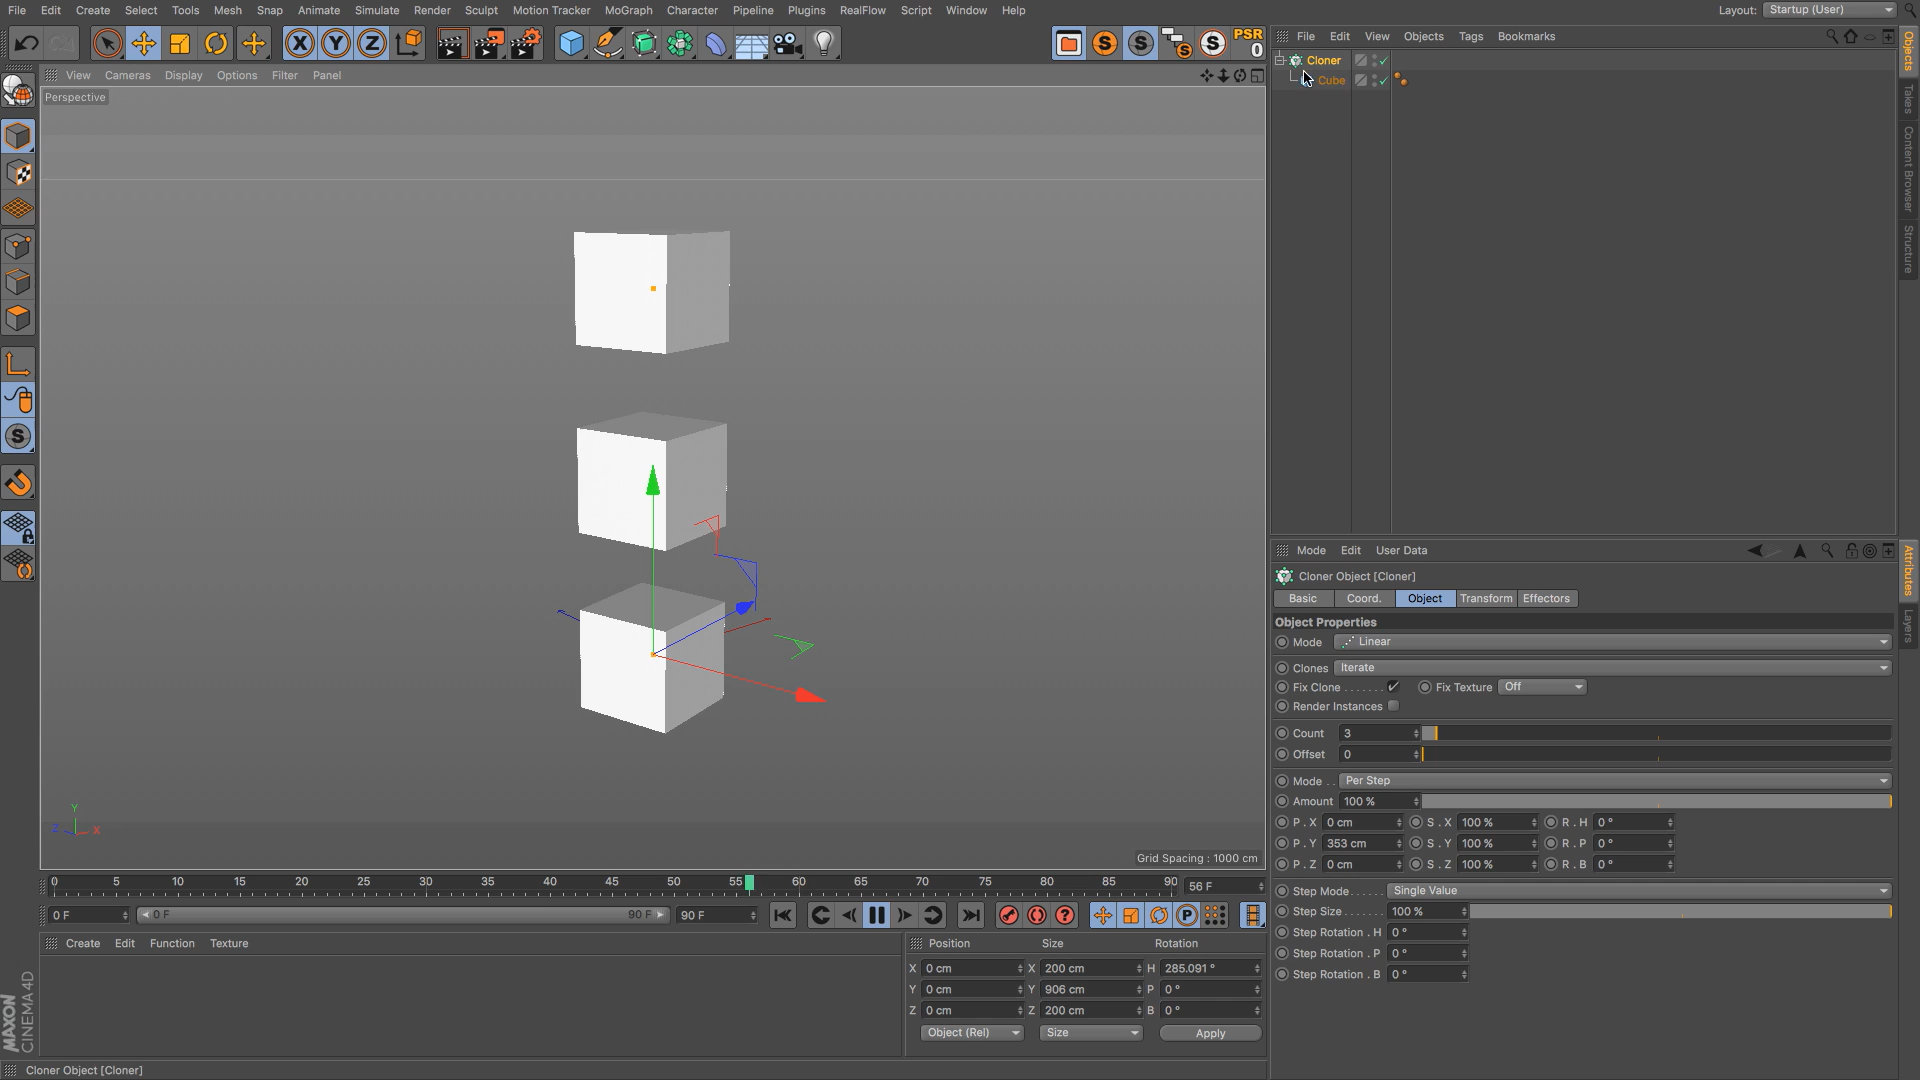 File Edit Create Select Tools Mesh Snap Animate Simulate Render Sculpt Motion Tracker MoGraph Character Pipeline Plugins RealFlow Script Window Help Layout: Startup (User)
PSR
0
File Edit View Objects Tags Bookmarks
Cloner
Cube
Objects
Takes
Content Browser
Structure
View Cameras Display Options Filter Panel
Perspective
Y
Z X
Grid Spacing : 1000 cm
0 5 10 15 20 25 30 35 40 45 50 55 60 65 70 75 80 85 90 56 F
0 F 0 F 90 F 90 F
Create Edit Function Texture
Position Size Rotation
X 0 cm X 200 cm H 285.091 °
Y 0 cm Y 906 cm P 0 °
Z 0 cm Z 200 cm B 0 °
Object (Rel) Size Apply
MAXON
CINEMA 4D
Cloner Object [Cloner]
Mode Edit User Data
Attributes
Layers
Cloner Object [Cloner]
Basic Coord. Object Transform Effectors
Object Properties
Mode Linear
Clones Iterate
Fix Clone . . . . . . . ✓ Fix Texture Off
Render Instances
Count 3
Offset 0
Mode . . Per Step
Amount 100 %
P . X 0 cm S . X 100 % R . H 0 °
P . Y 353 cm S . Y 100 % R . P 0 °
P . Z 0 cm S . Z 100 % R . B 0 °
Step Mode. . . . . . Single Value
Step Size . . . . . . . 100 %
Step Rotation . H 0 °
Step Rotation . P 0 °
Step Rotation . B 0 °